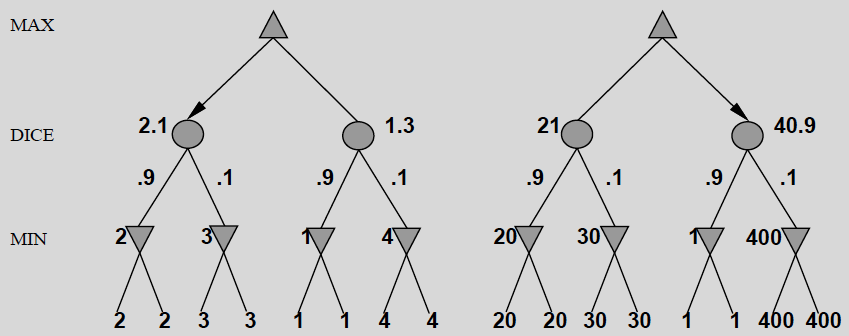 MAX
DICE 2.1 1.3 21 40.9
.9 .1 .9 .1 .9 .1 .9 .1
MIN 2 3 1 4 20 30 1 400
2 2 3 3 1 1 4 4 20 20 30 30 1 1 400 400